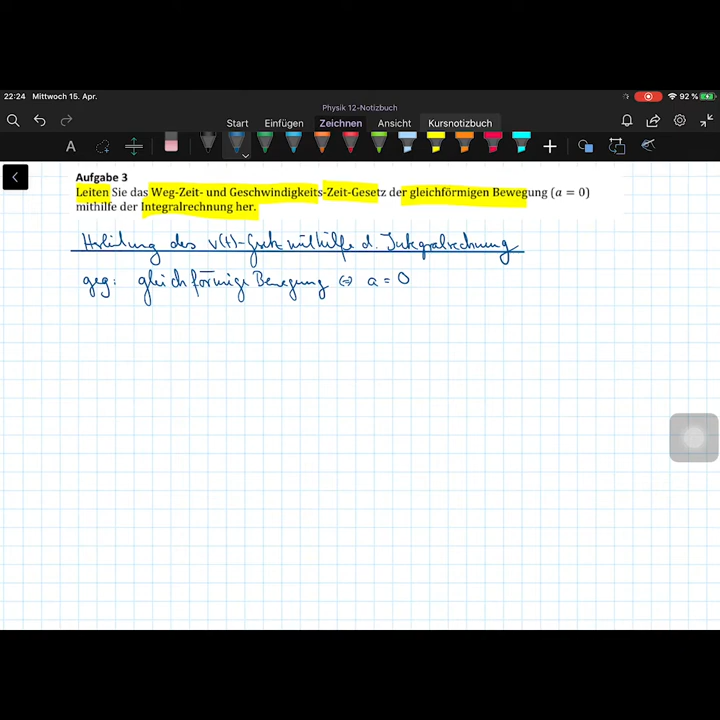 22:24 Mittwoch 15. Apr. 92 %
Physik 12-Notizbuch
Start Einfügen Zeichnen Ansicht Kursnotizbuch
A
Aufgabe 3
Leiten Sie das Weg-Zeit- und Geschwindigkeits-Zeit-Gesetz der gleichförmigen Bewegung (a = 0)
mithilfe der Integralrechnung her.
Herleitung des v(t)-Gesetz mithilfe d. Integralrechnung
geg: gleichförmige Bewegung ⇔ a = 0